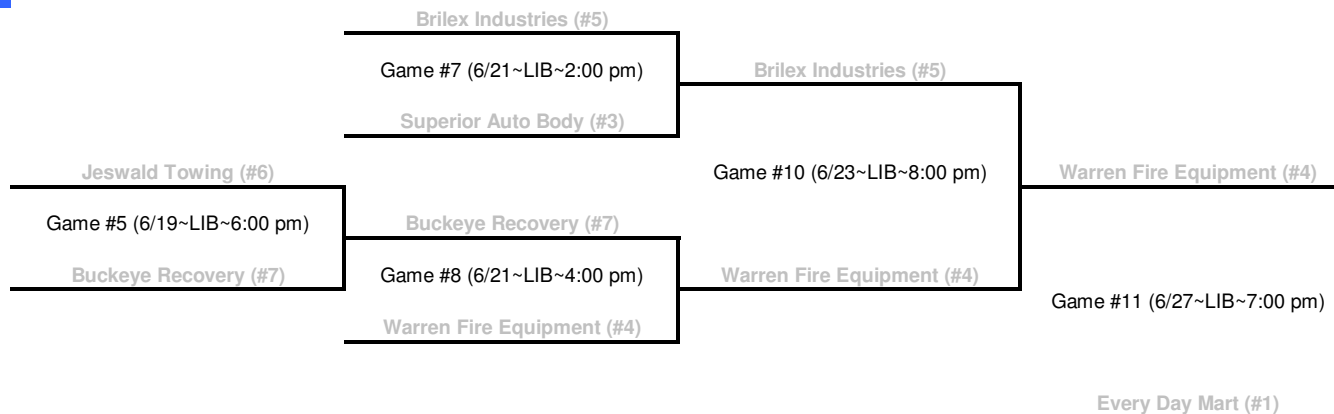 Brilex Industries (#5)
Game #7 (6/21~LIB~2:00 pm)
Brilex Industries (#5)
Superior Auto Body (#3)
Jeswald Towing (#6)
Game #10 (6/23~LIB~8:00 pm)
Warren Fire Equipment (#4)
Game #5 (6/19~LIB~6:00 pm)
Buckeye Recovery (#7)
Buckeye Recovery (#7)
Game #8 (6/21~LIB~4:00 pm)
Warren Fire Equipment (#4)
Game #11 (6/27~LIB~7:00 pm)
Warren Fire Equipment (#4)
Every Day Mart (#1)